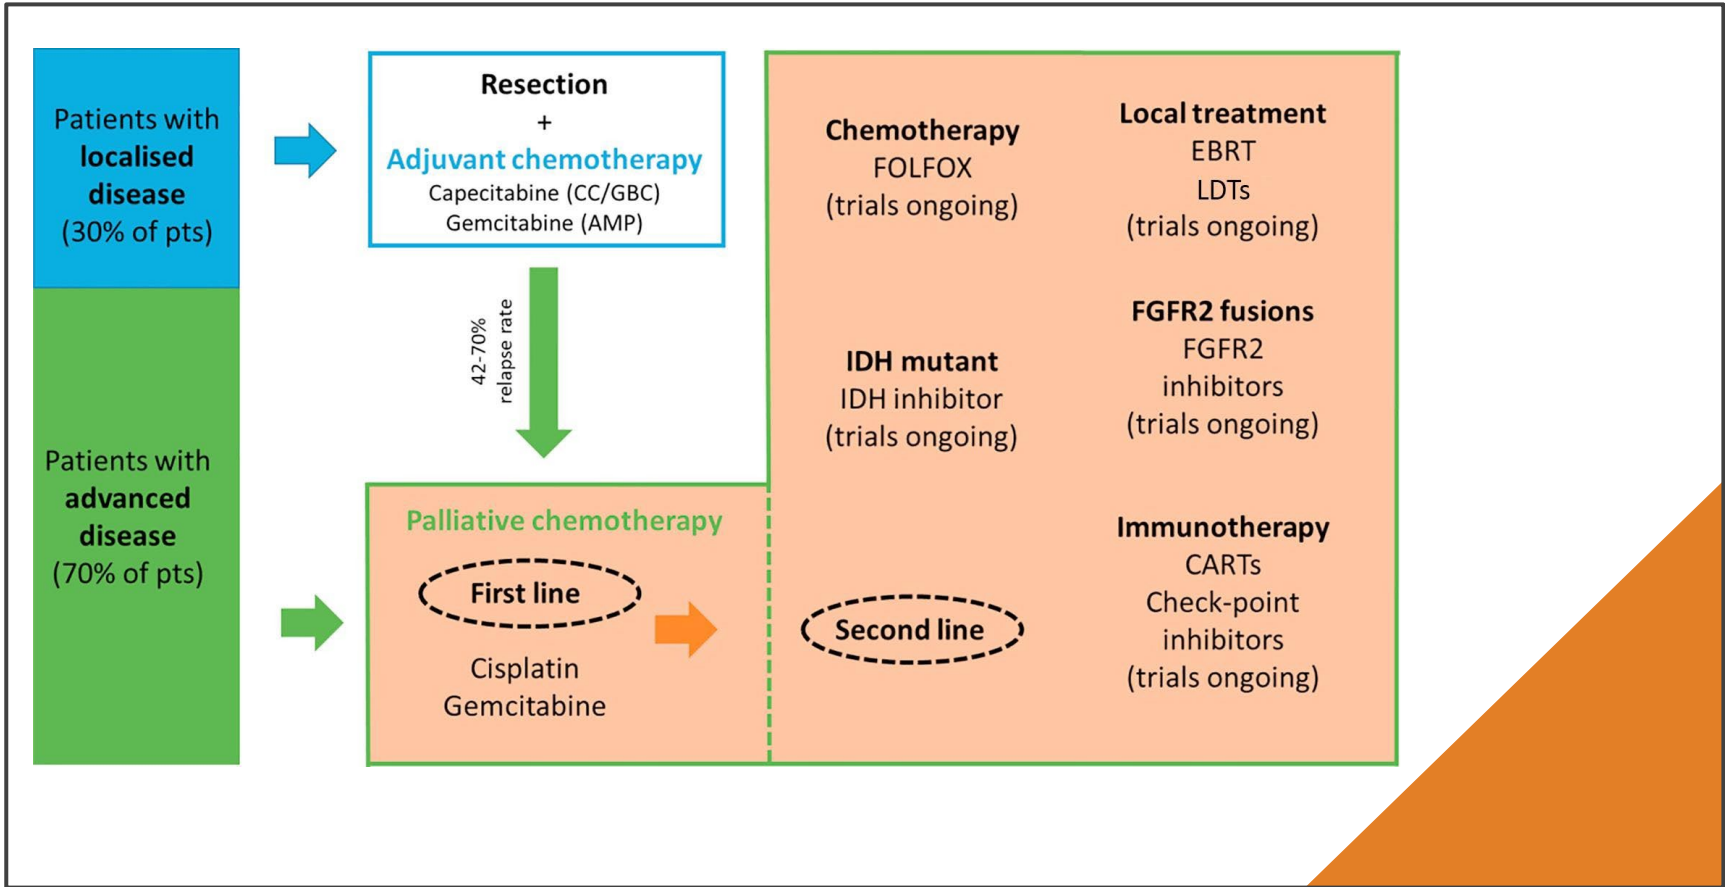 Patients with
localised
disease
(30% of pts)
Resection
+
Adjuvant chemotherapy
Capecitabine (CC/GBC)
Gemcitabine (AMP)
42-70%
relapse rate
Patients with
advanced
disease
(70% of pts)
Palliative chemotherapy
First line
Cisplatin
Gemcitabine
Second line
Chemotherapy
FOLFOX
(trials ongoing)
IDH mutant
IDH inhibitor
(trials ongoing)
Local treatment
EBRT
LDTs
(trials ongoing)
FGFR2 fusions
FGFR2
inhibitors
(trials ongoing)
Immunotherapy
CARTs
Check-point
inhibitors
(trials ongoing)